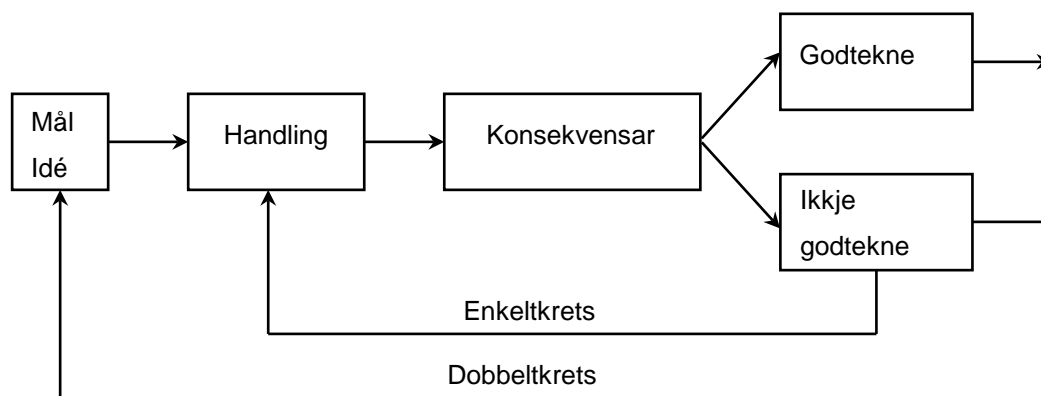 Mål
Idé
Handling
Konsekvensar
Godtekne
Ikkje
godtekne
Enkeltkrets
Dobbeltkrets